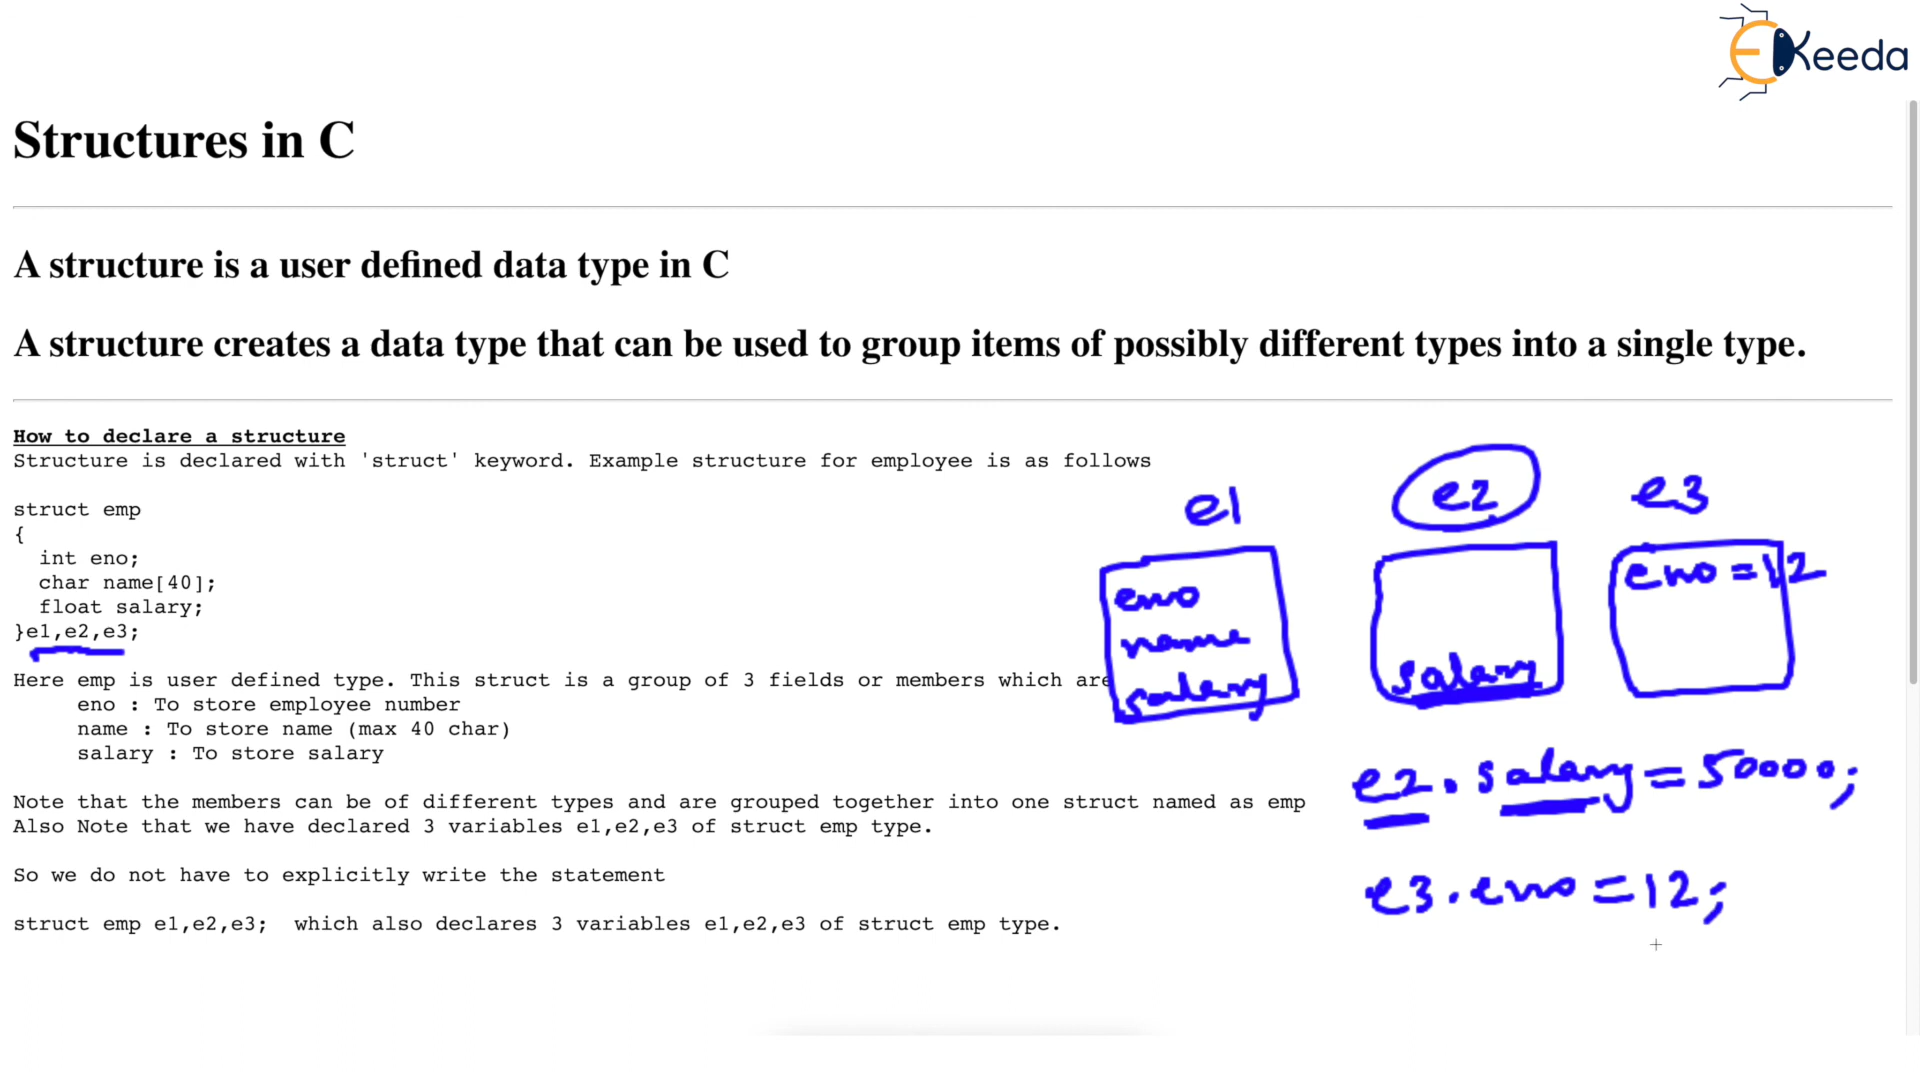 EKeeda
Structures in C
A structure is a user defined data type in C
A structure creates a data type that can be used to group items of possibly different types into a single type.
How to declare a structure
Structure is declared with 'struct' keyword. Example structure for employee is as follows
struct emp
{
int eno;
char name[40];
float salary;
}e1,e2,e3;
Here emp is user defined type. This struct is a group of 3 fields or members which are
eno : To store employee number
name : To store name (max 40 char)
salary : To store salary
Note that the members can be of different types and are grouped together into one struct named as emp
Also Note that we have declared 3 variables e1,e2,e3 of struct emp type.
So we do not have to explicitly write the statement
struct emp e1,e2,e3;  which also declares 3 variables e1,e2,e3 of struct emp type.
e1
eno
name
salary
e2
salary
e3
eno=12
e2.salary=50000;
e3.eno=12;